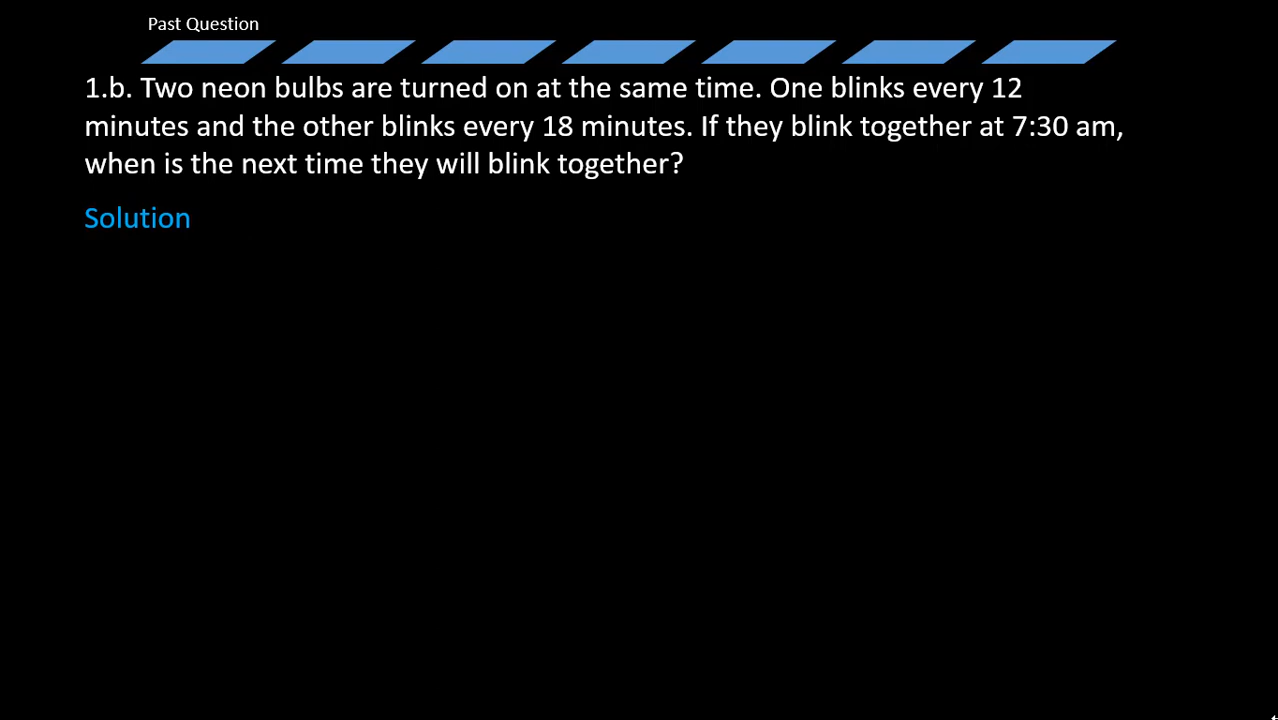 Past Question
1.b. Two neon bulbs are turned on at the same time. One blinks every 12
minutes and the other blinks every 18 minutes. If they blink together at 7:30 am,
when is the next time they will blink together?
Solution